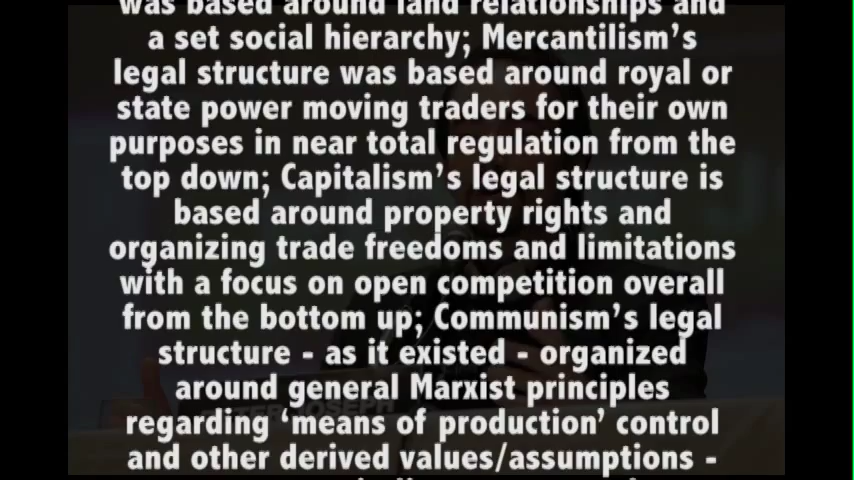 was based around land relationships and
a set social hierarchy; Mercantilism's
legal structure was based around royal or
state power moving traders for their own
purposes in near total regulation from the
top down; Capitalism's legal structure is
based around property rights and
organizing trade freedoms and limitations
with a focus on open competition overall
from the bottom up; Communism's legal
structure - as it existed - organized
around general Marxist principles
regarding 'means of production' control
and other derived values/assumptions -
PETER JOSEPH